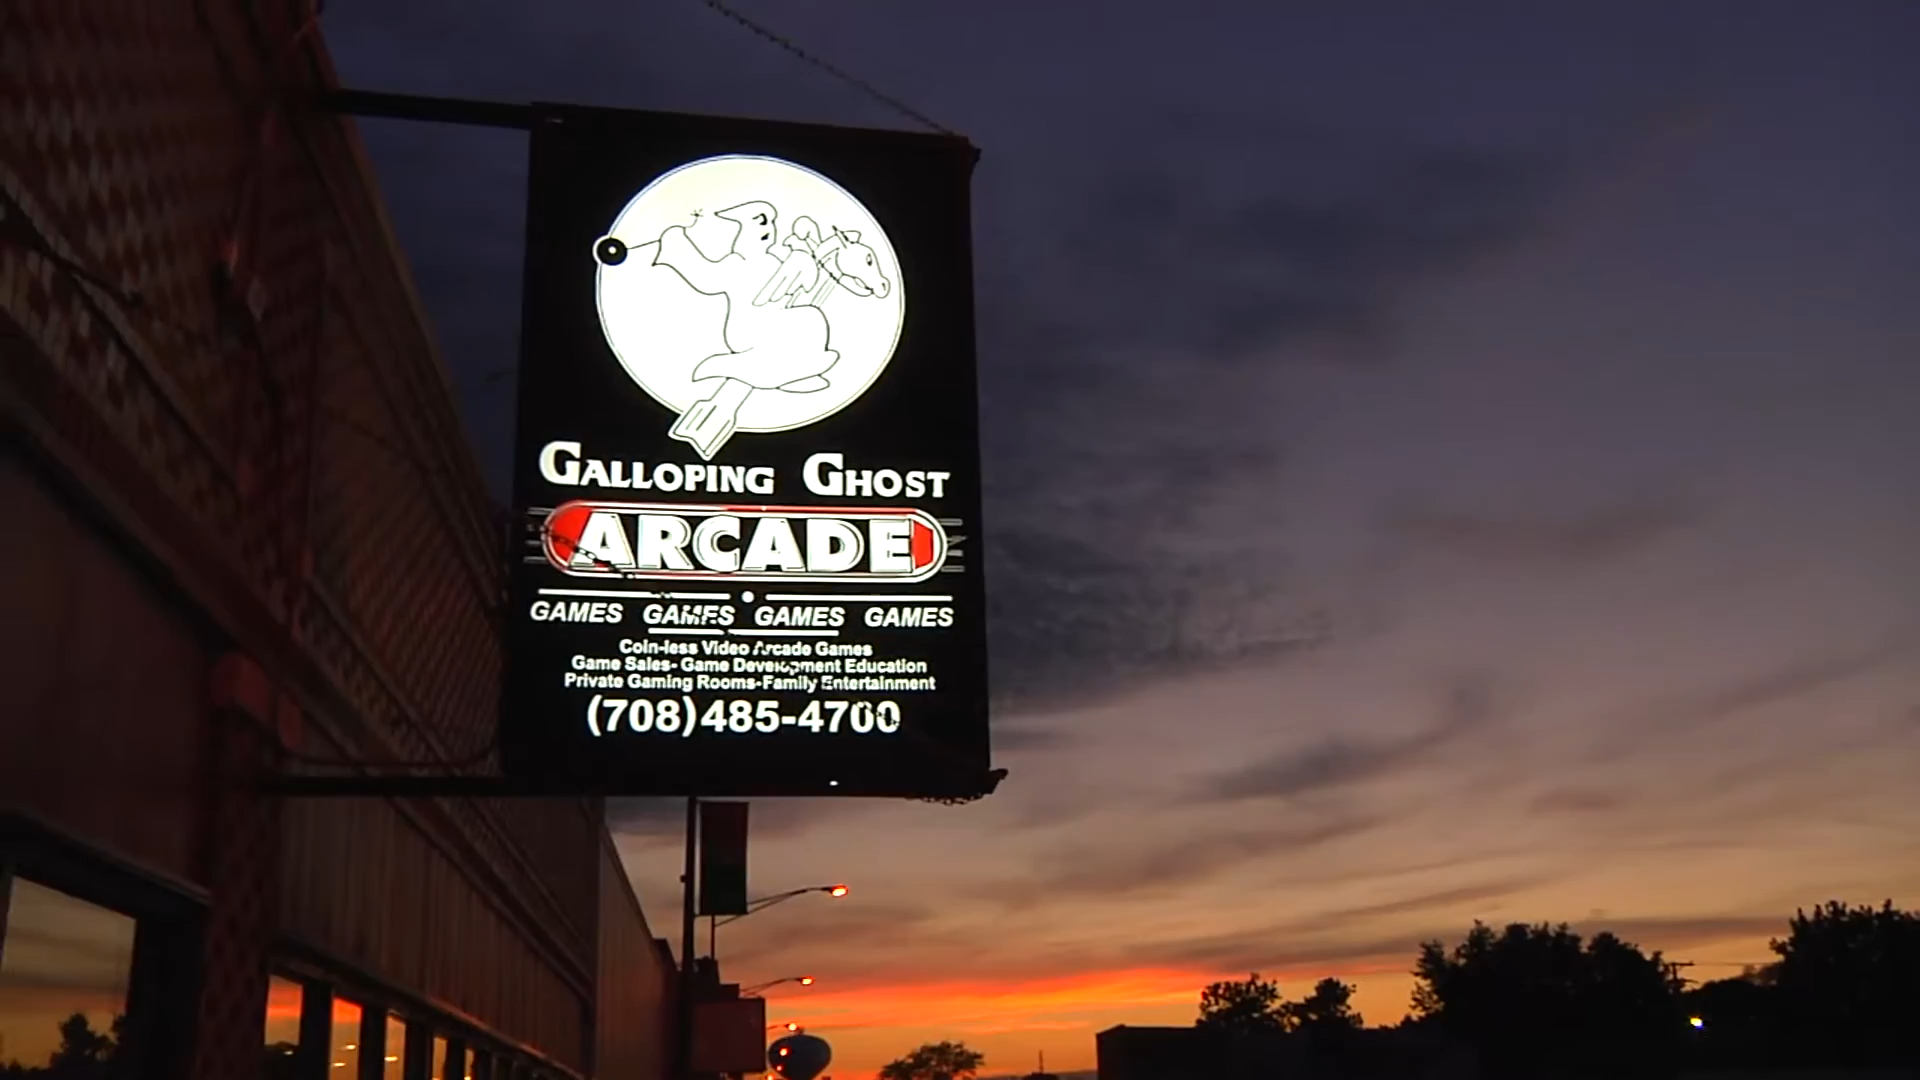 GALLOPING GHOST
ARCADE
GAMES GAMES GAMES GAMES
Coin-less Video Arcade Games
Game Sales- Game Development Education
Private Gaming Rooms-Family Entertainment
(708)485-4700